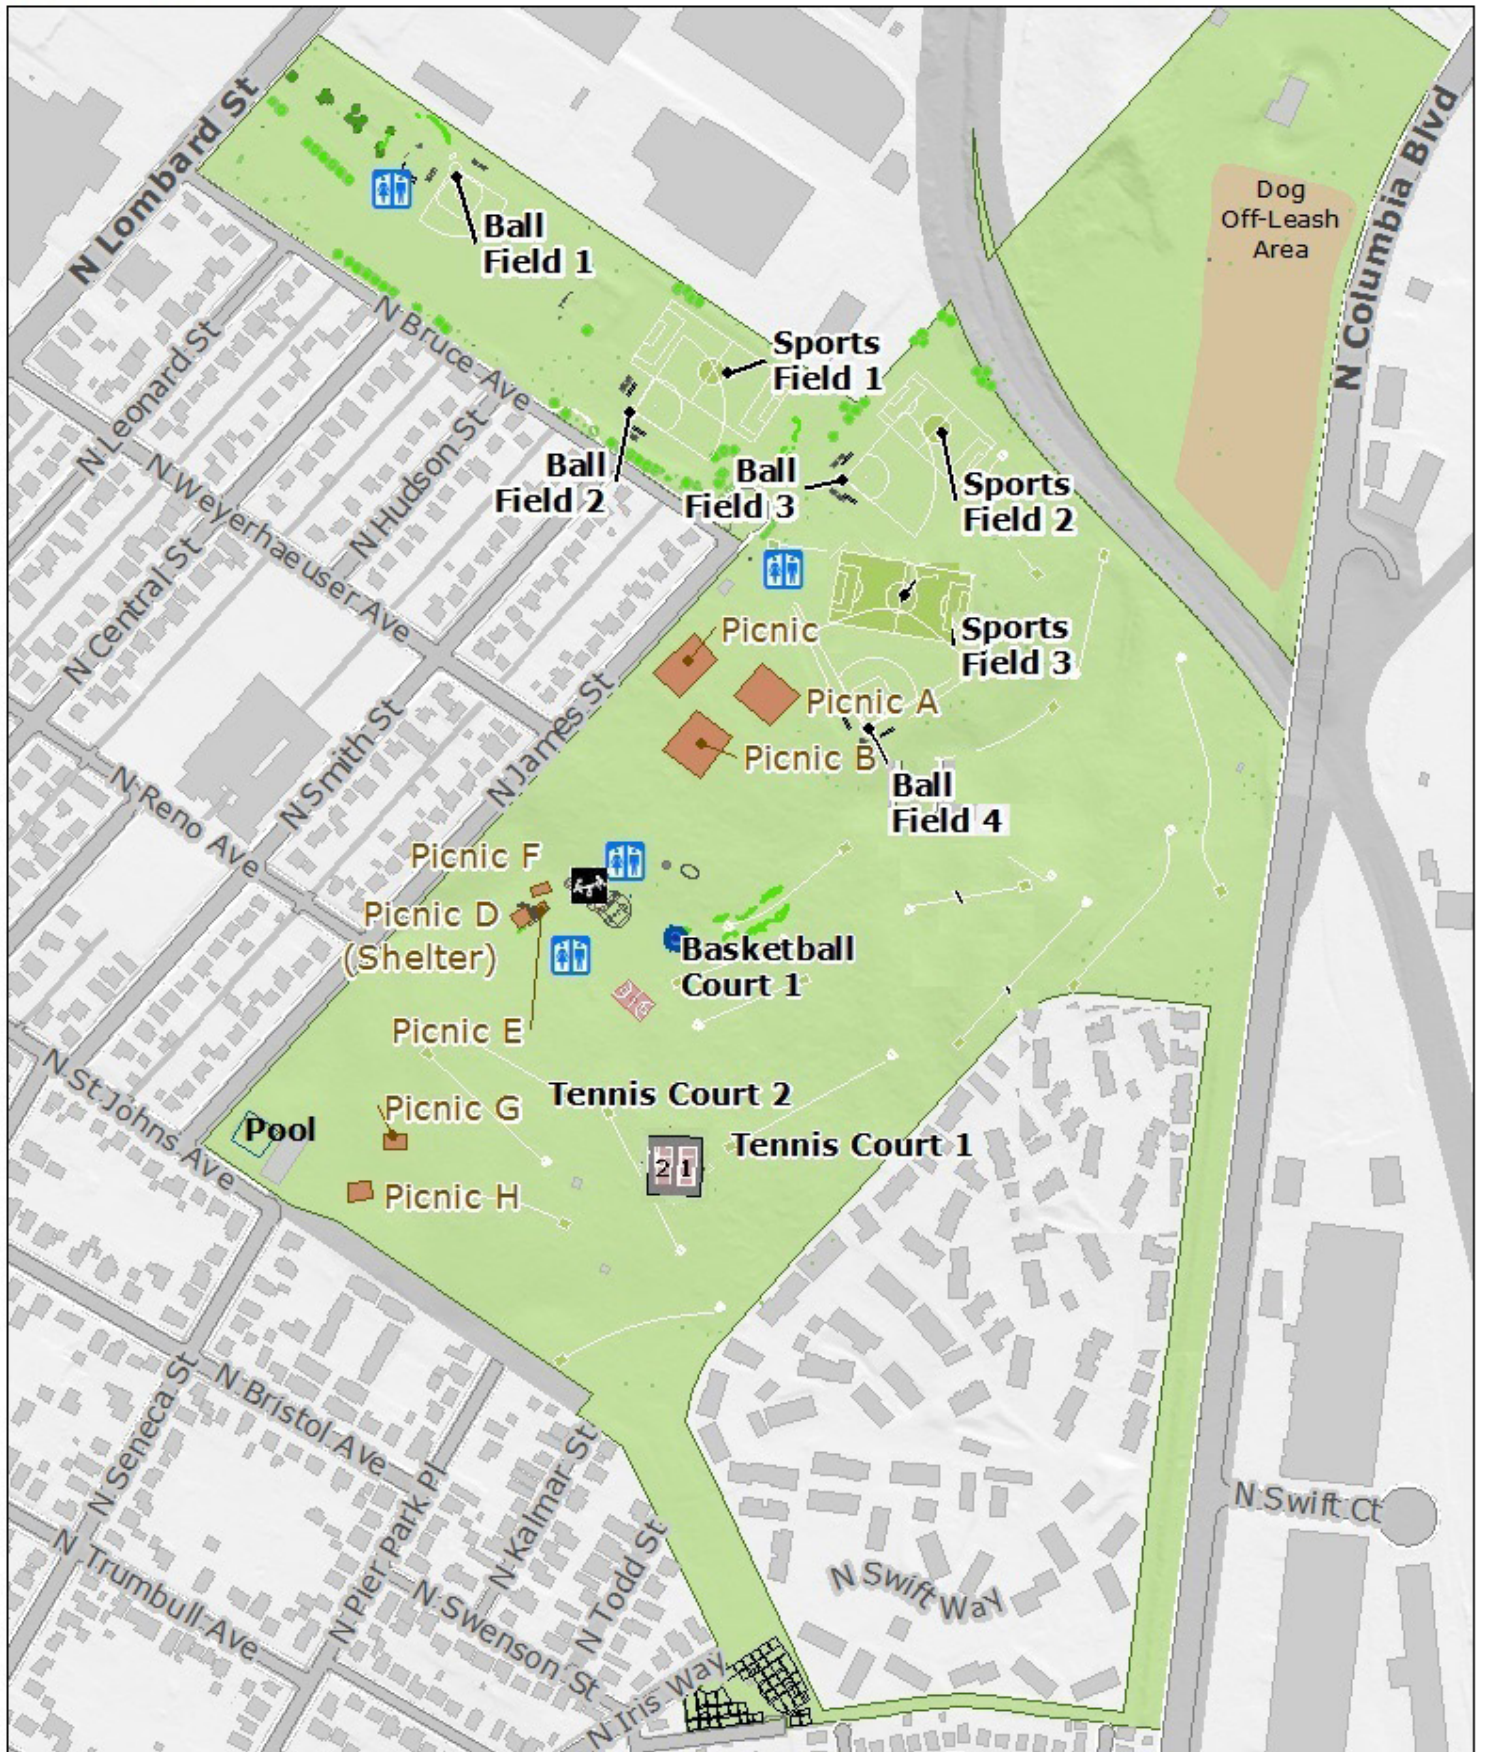 N Lombard St
N Columbia Blvd
Dog
Off-Leash
Area
Ball
Field 1
N Bruce Ave
N Leonard St
Sports
Field 1
N Hudson St
N Weyerhaeuser Ave
Ball
Field 2
Ball
Field 3
Sports
Field 2
N Central St
Sports
Field 3
Picnic
Picnic A
Picnic B
N James St
N Smith St
N Reno Ave
Ball
Field 4
Picnic F
Picnic D
(Shelter)
Basketball
Court 1
Picnic E
N St Johns Ave
Tennis Court 2
Picnic G
Pool
Tennis Court 1
2 1
Picnic H
N Seneca St
N Bristol Ave
N Pier Park Pl
N Kalmar St
N Todd St
N Swift Ct
N Swift Way
N Trumbull Ave
N Swenson St
N Iris Way